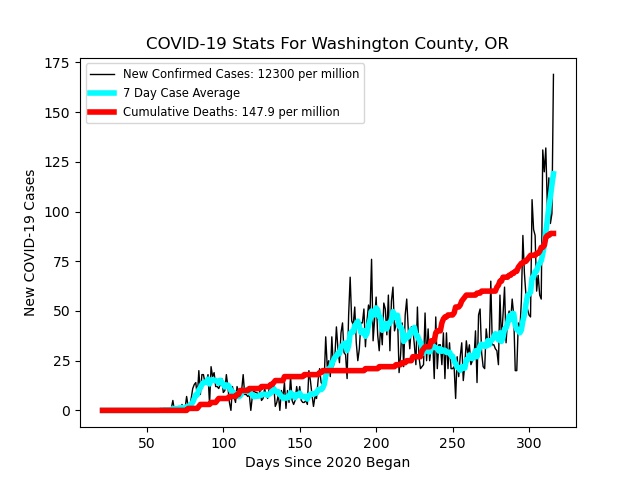 COVID-19 Stats For Washington County, OR
New Confirmed Cases: 12300 per million
7 Day Case Average
Cumulative Deaths: 147.9 per million
New COVID-19 Cases
175
150
125
100
75
50
25
0
50 100 150 200 250 300
Days Since 2020 Began